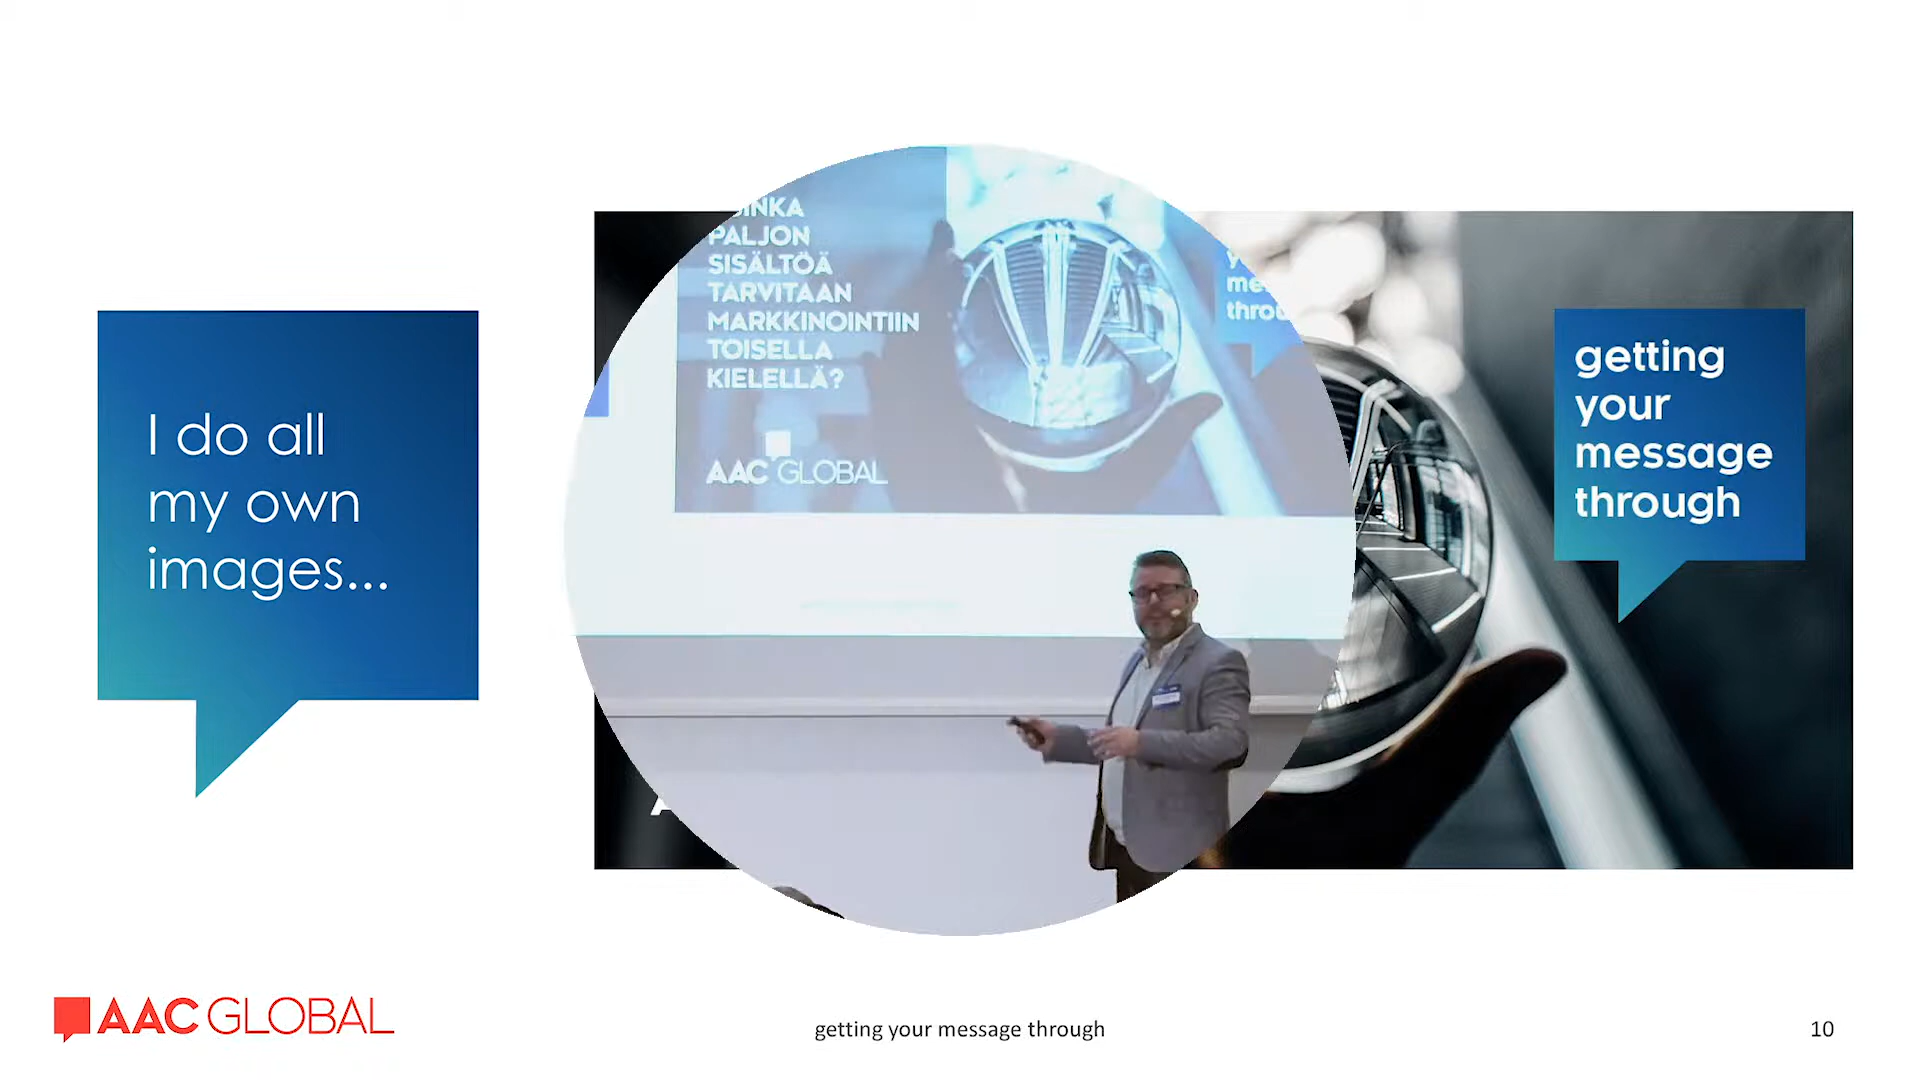 I do all
my own
images...
PALJON
SISÄLTÖÄ
TARVITAAN
MARKKINOINTIIN
TOISELLA
KIELELLÄ?
AAC GLOBAL
getting
your
message
through
AAC GLOBAL
getting your message through
10